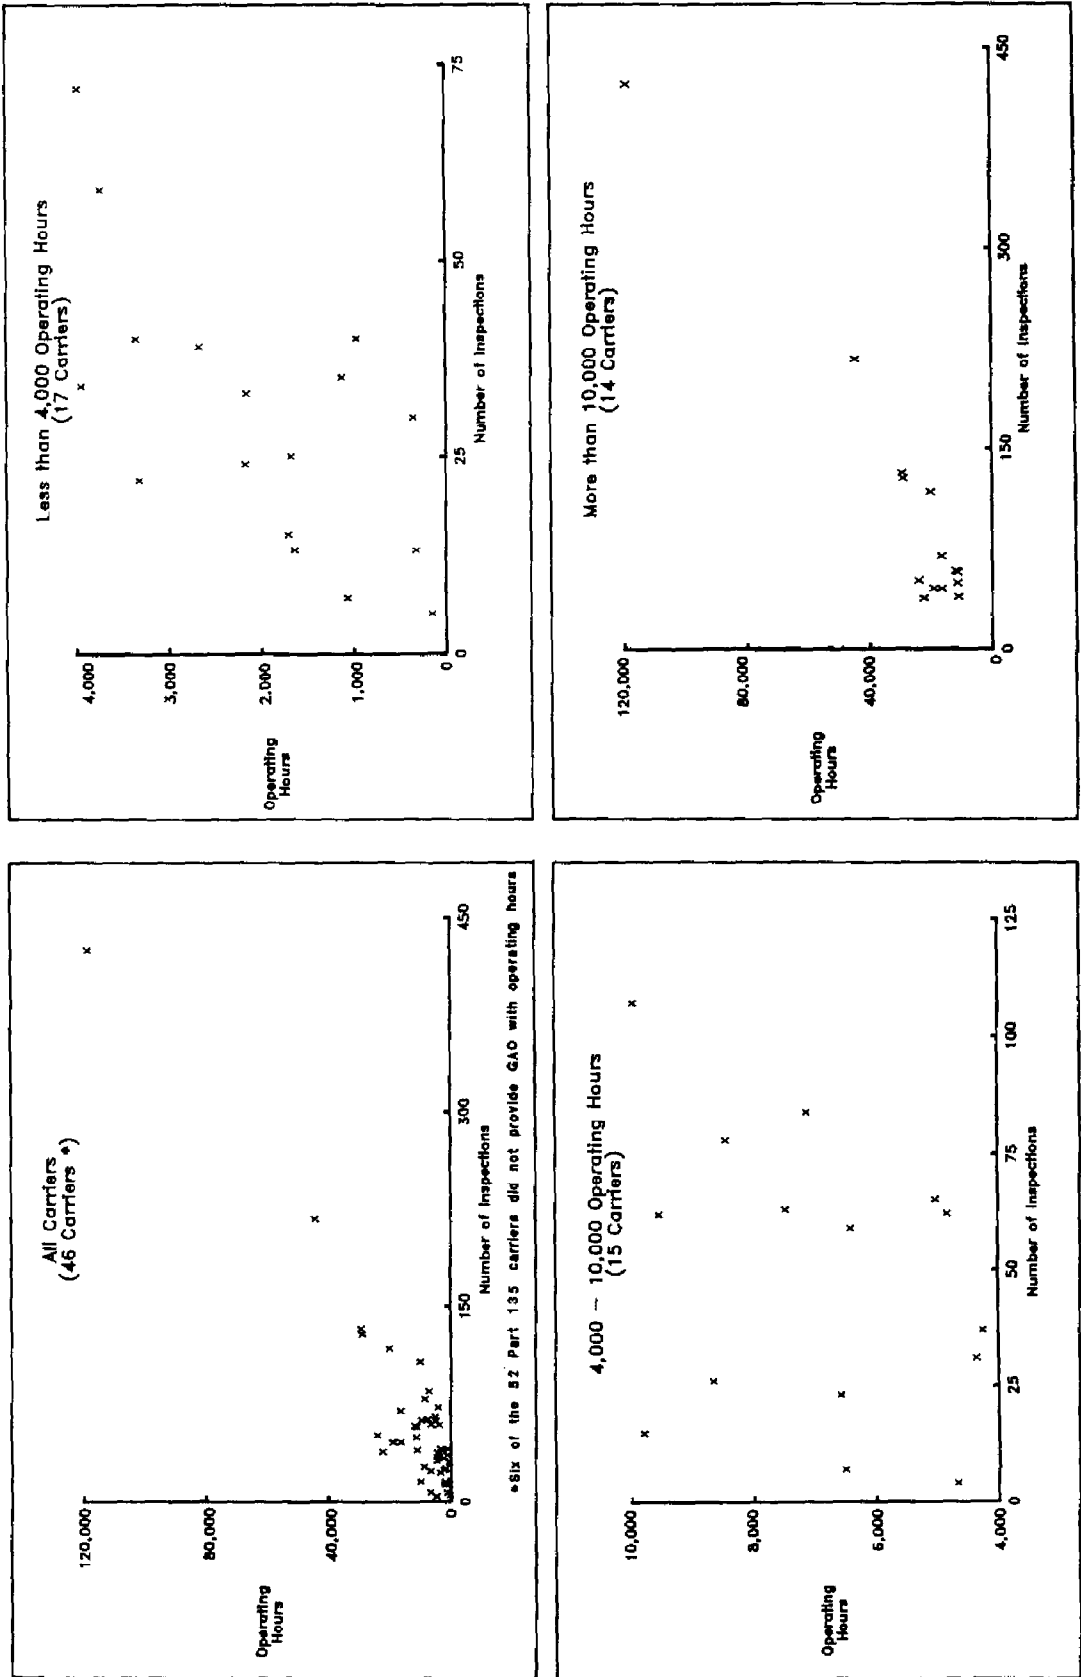 All Carriers
(46 Carriers *)
120,000
80,000
40,000
0
Operating
Hours
0
150
300
450
Number of Inspections
*Six of the 52 Part 135 carriers did not provide GAO with operating hours
Less than 4,000 Operating Hours
(17 Carriers)
4,000
3,000
2,000
1,000
0
Operating
Hours
0
25
50
75
Number of Inspections
4,000 - 10,000 Operating Hours
(15 Carriers)
10,000
8,000
6,000
4,000
Operating
Hours
0
25
50
75
100
125
Number of Inspections
More than 10,000 Operating Hours
(14 Carriers)
120,000
80,000
40,000
0
Operating
Hours
0
150
300
450
Number of Inspections